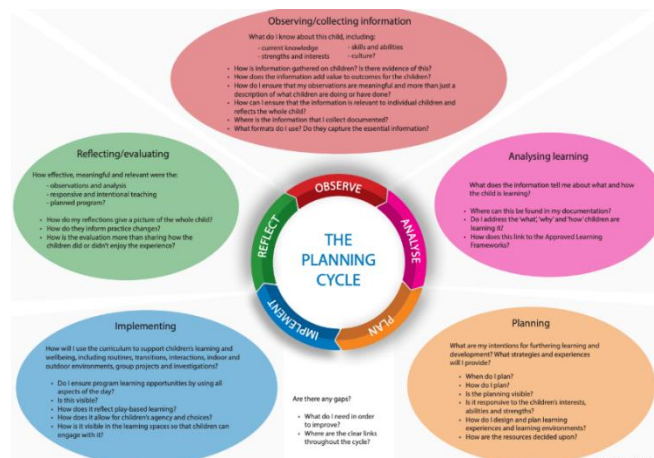 Observing/collecting information
What do I know about this child, including:
- current knowledge - skills and abilities
- strengths and interests - culture?
• How is information gathered on children? Is there evidence of this?
• How does the information add value to outcomes for the children?
• How do I ensure that my observations are meaningful and more than just a
description of what children are doing or have done?
• How can I ensure that the information is relevant to individual children and
reflects the whole child?
• Where is the information that I collect documented?
• What formats do I use? Do they capture the essential information?
Reflecting/evaluating
How effective, meaningful and relevant were the:
- observations and analysis
- responsive and intentional teaching
- planned program?
• How do my reflections give a picture of the whole child?
• How do they inform practice changes?
• How is the evaluation more than sharing how the
children did or didn't enjoy the experience?
Analysing learning
What does the information tell me about what and how
the child is learning?
• Where can this be found in my documentation?
• Do I address the 'what', 'why' and 'how' children are
learning it?
• How does this link to the Approved Learning
Frameworks?
OBSERVE
ANALYSE
PLAN
IMPLEMENT
REFLECT
THE
PLANNING
CYCLE
Implementing
How will I use the curriculum to support children's learning and
wellbeing, including routines, transitions, interactions, indoor and
outdoor environments, group projects and investigations?
• Do I ensure program learning opportunities by using all
aspects of the day?
• Is this visible?
• How does it reflect play-based learning?
• How does it allow for children's agency and choices?
• How is it visible in the learning spaces so that children can
engage with it?
Are there any gaps?
• What do I need in order
to improve?
• Where are the clear links
throughout the cycle?
Planning
What are my intentions for furthering learning and
development? What strategies and experiences
will I provide?
• When do I plan?
• How do I plan?
• Is the planning visible?
• Is it responsive to the children's interests,
abilities and strengths?
• How do I design and plan learning
experiences and learning environments?
• How are the resources decided upon?